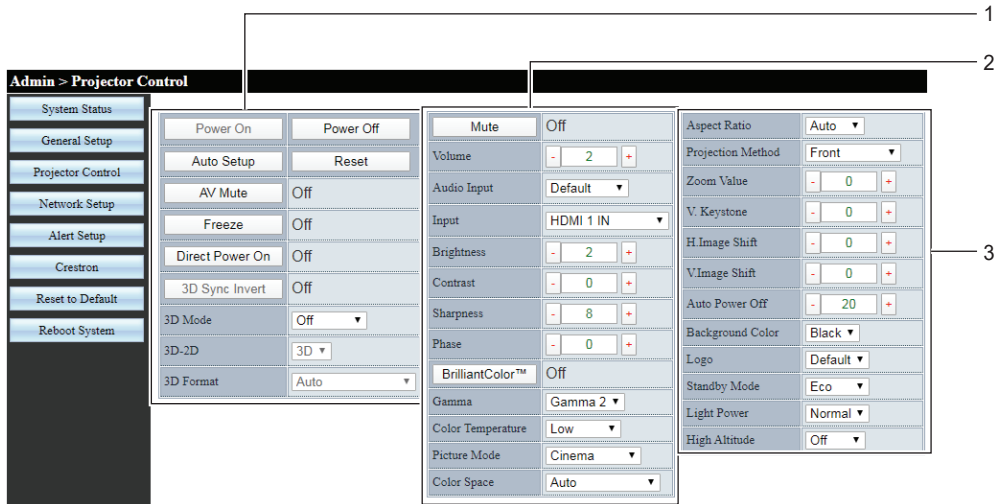 1
2
Admin > Projector Control
System Status
General Setup
Projector Control
Network Setup
Alert Setup
Crestron
Reset to Default
Reboot System
Power On Power Off
Auto Setup Reset
AV Mute Off
Freeze Off
Direct Power On Off
3D Sync Invert Off
3D Mode Off
3D-2D 3D
3D Format Auto
Mute Off
Volume - 2 +
Audio Input Default
Input HDMI 1 IN
Brightness - 2 +
Contrast - 0 +
Sharpness - 8 +
Phase - 0 +
BrilliantColor™ Off
Gamma Gamma 2
Color Temperature Low
Picture Mode Cinema
Color Space Auto
Aspect Ratio Auto
Projection Method Front
Zoom Value - 0 +
V. Keystone - 0 +
H.Image Shift - 0 +
V.Image Shift - 0 +
Auto Power Off - 20 +
Background Color Black
Logo Default
Standby Mode Eco
Light Power Normal
High Altitude Off
3